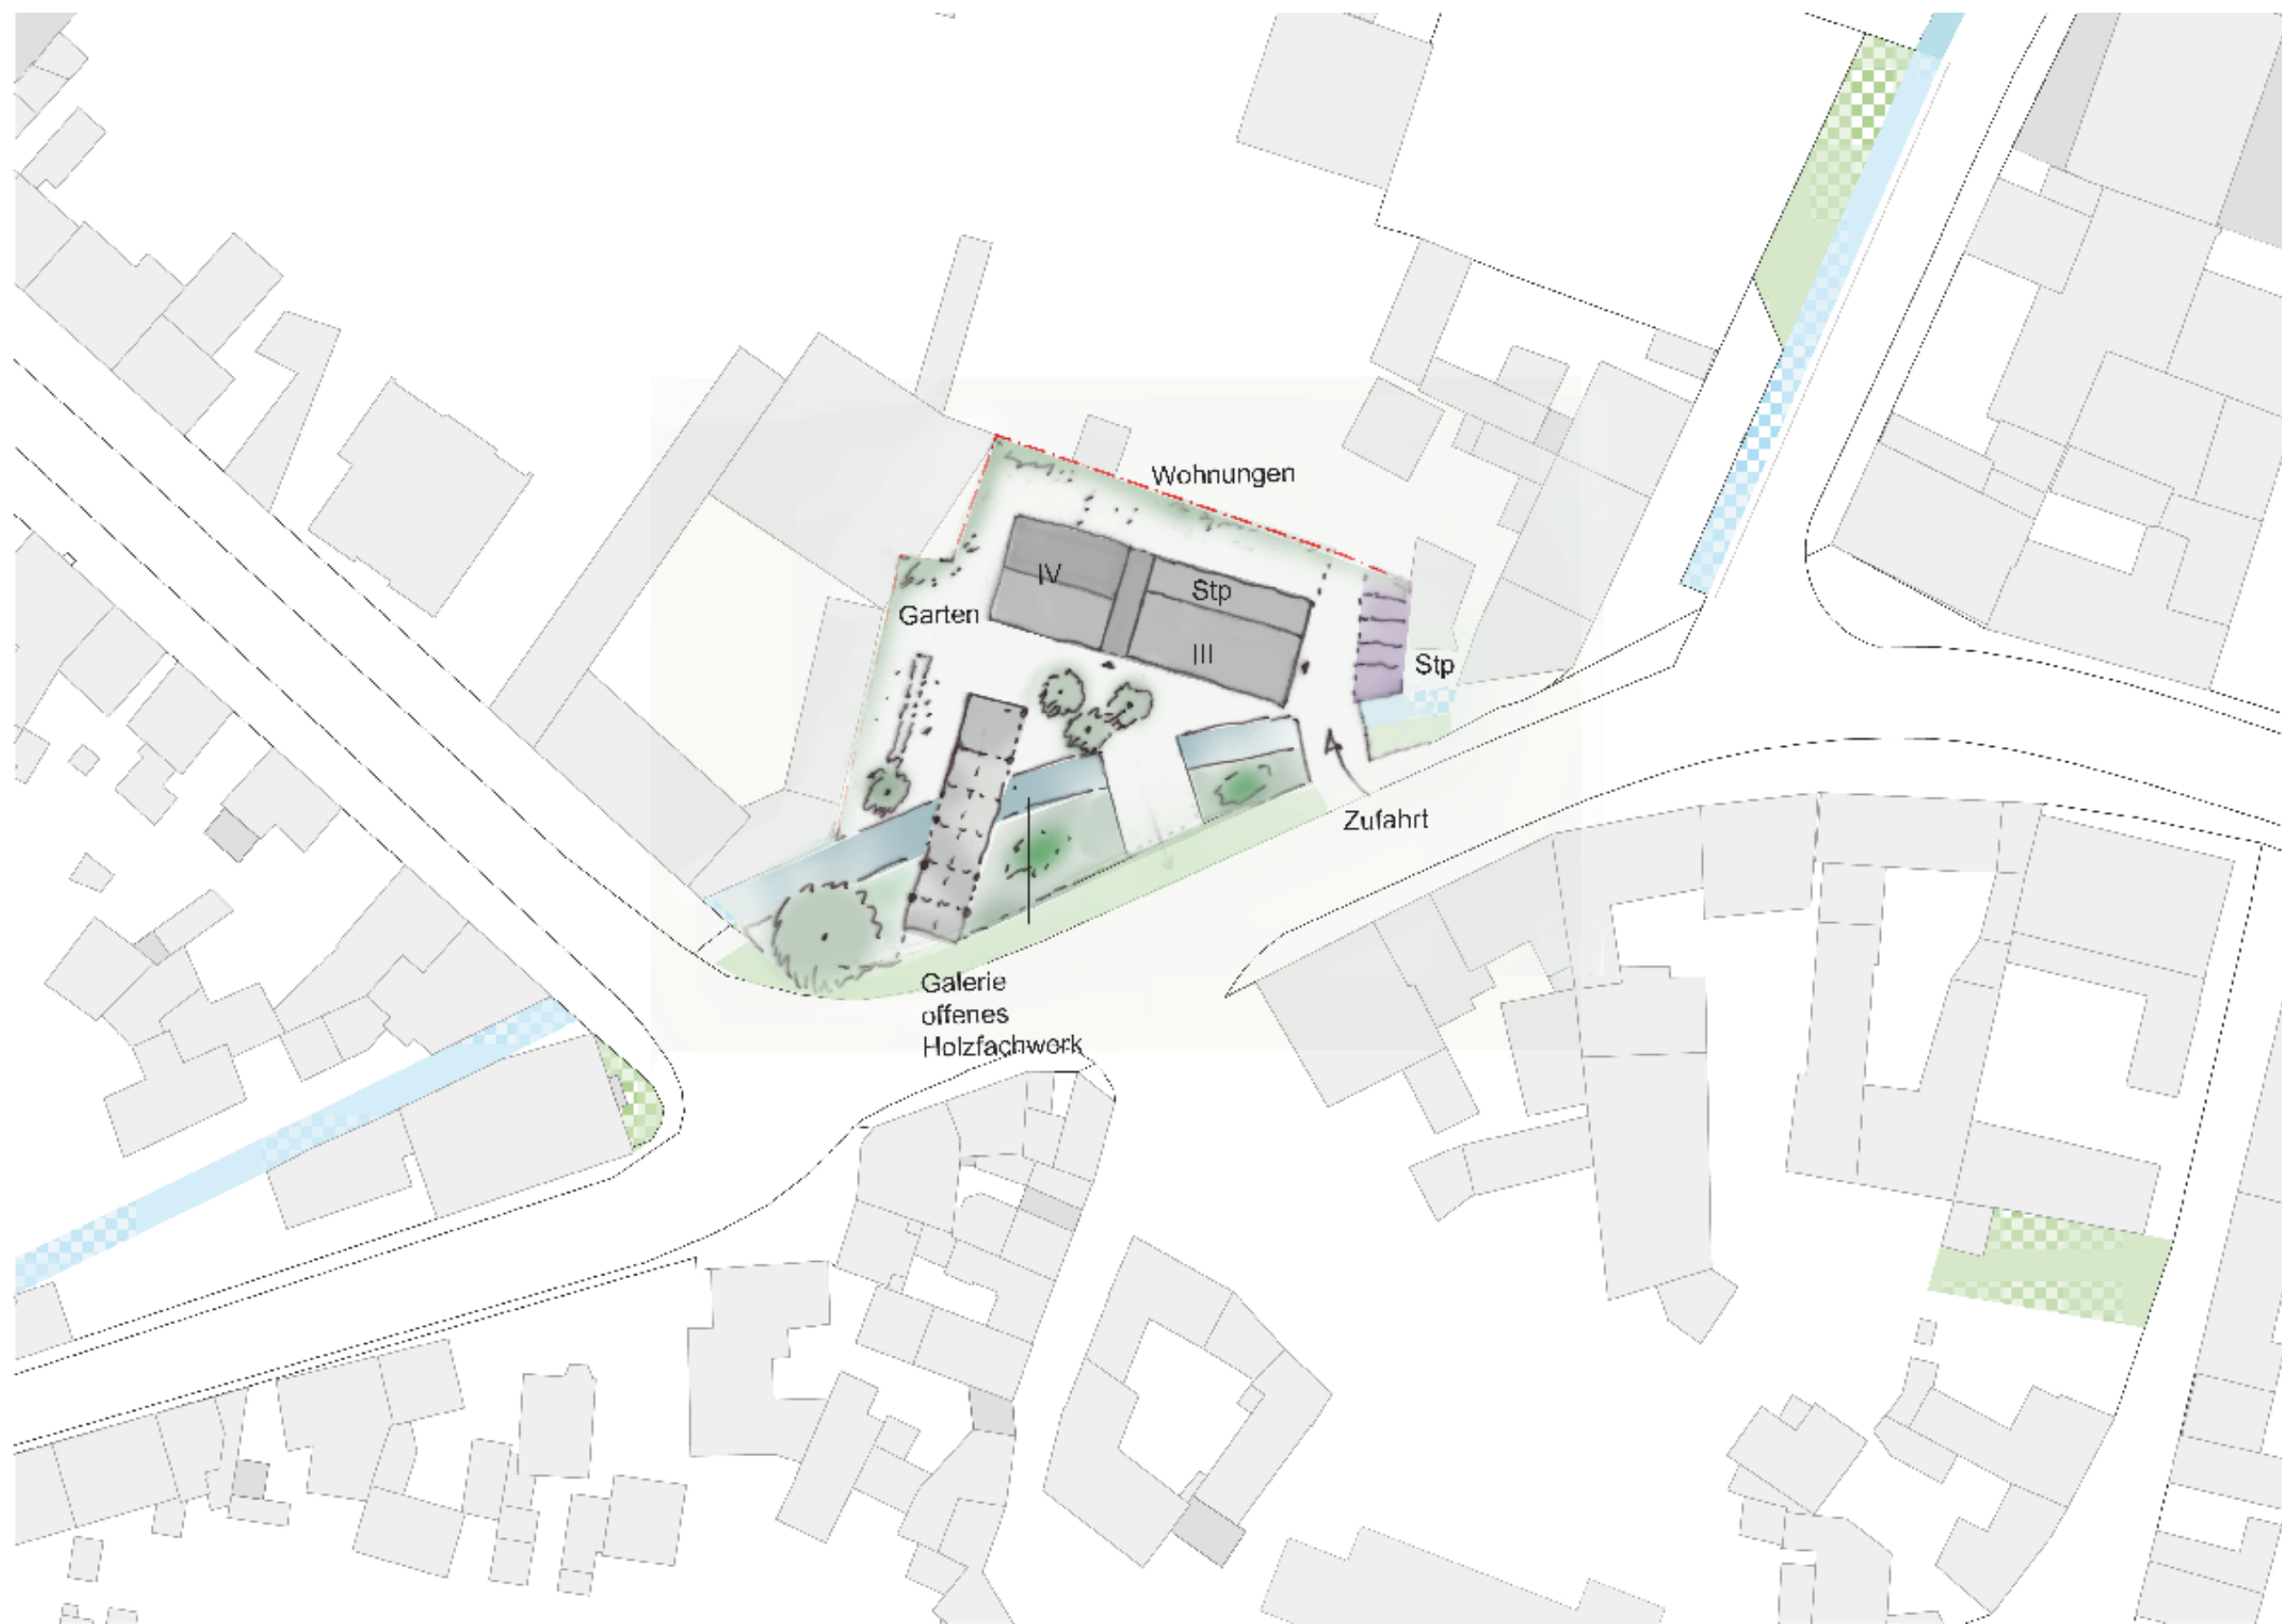 Wohnungen
IV
Stp
Garten
III
Stp
Zufahrt
Galerie
offenes
Holzfachwerk